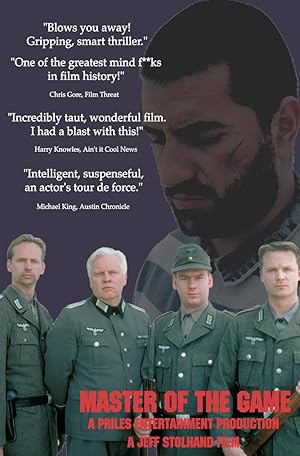 "Blows you away!
Gripping, smart thriller."
"One of the greatest mind f**ks
in film history!"
Chris Gore, Film Threat
"Incredibly taut, wonderful film.
I had a blast with this!"
Harry Knowles, Ain't it Cool News
"Intelligent, suspenseful,
an actor's tour de force."
Michael King, Austin Chronicle
MASTER OF THE GAME
A PRILES ENTERTAINMENT PRODUCTION
A JEFF STOLHAND FILM